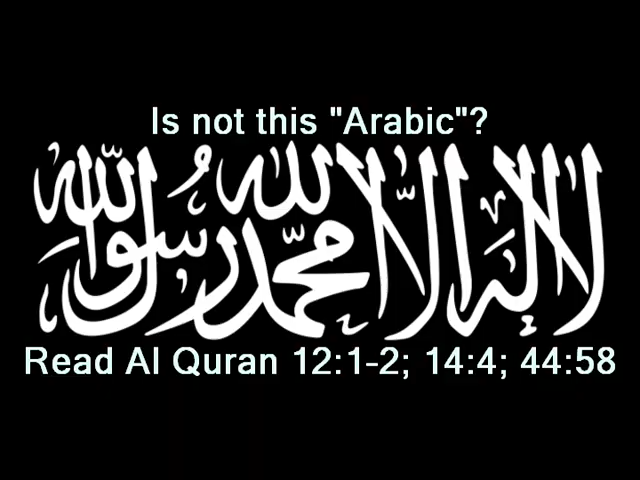 Is not this "Arabic"?
لا إله إلا الله محمد رسول الله
Read Al Quran 12:1-2; 14:4; 44:58